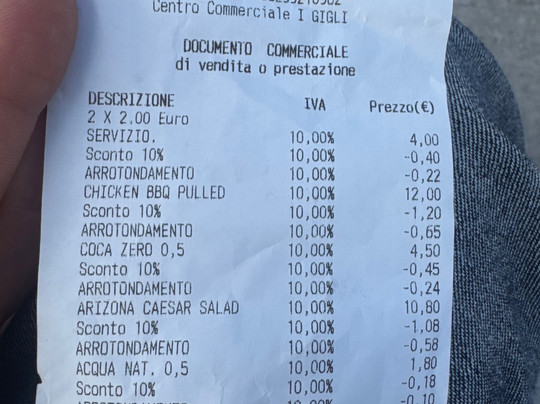 Centro Commerciale I GIGLI
DOCUMENTO COMMERCIALE
di vendita o prestazione
DESCRIZIONE IVA Prezzo(€)
2 X 2.00 Euro
SERVIZIO. 10,00% 4,00
Sconto 10% 10,00% -0,40
ARROTONDAMENTO 10,00% -0,22
CHICKEN BBQ PULLED 10,00% 12,00
Sconto 10% 10,00% -1,20
ARROTONDAMENTO 10,00% -0,65
COCA ZERO 0,5 10,00% 4,50
Sconto 10% 10,00% -0,45
ARROTONDAMENTO 10,00% -0,24
ARIZONA CAESAR SALAD 10,00% 10,80
Sconto 10% 10,00% -1,08
ARROTONDAMENTO 10,00% -0,58
ACQUA NAT. 0,5 10,00% 1,80
Sconto 10% 10,00% -0,18
ARROTONDAMENTO 10,00% -0,10